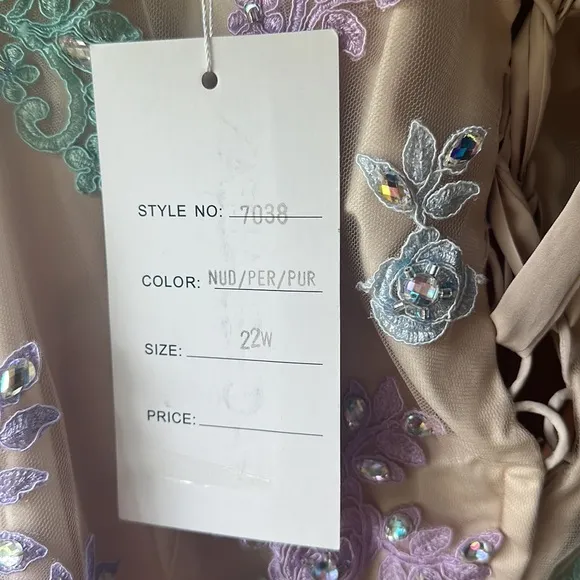 STYLE NO: 7038
COLOR: NUD/PER/PUR
SIZE: 22W
PRICE: